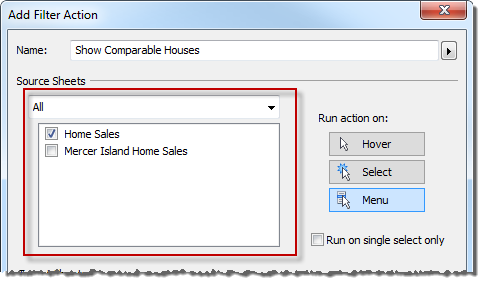 Add Filter Action
Name: Show Comparable Houses
Source Sheets
All
Home Sales
Mercer Island Home Sales
Run action on:
Hover
Select
Menu
Run on single select only